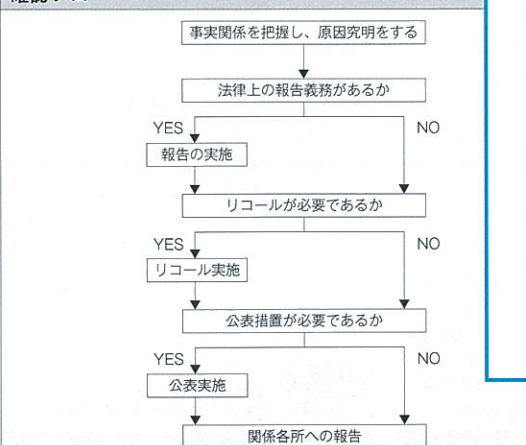 事実関係を把握し、原因究明をする
法律上の報告義務があるか
YES
NO
報告の実施
リコールが必要であるか
YES
NO
リコール実施
公表措置が必要であるか
YES
NO
公表実施
関係各所への報告